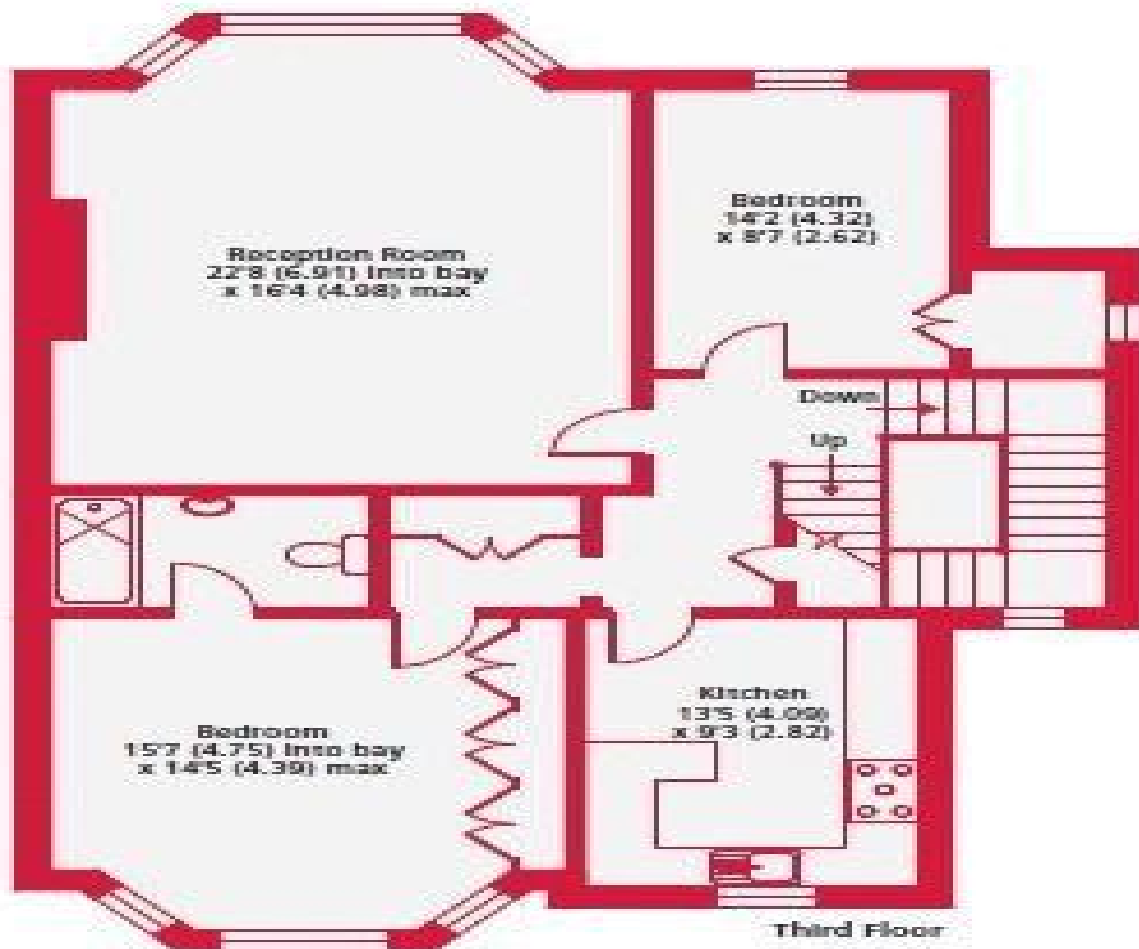 Reception Room
22'8 (6.91) into bay
x 16'4 (4.98) max
Bedroom
14'2 (4.32)
x 8'7 (2.62)
Down
Up
Bedroom
15'7 (4.75) into bay
x 14'5 (4.39) max
Kitchen
13'5 (4.09)
x 9'3 (2.82)
Third Floor